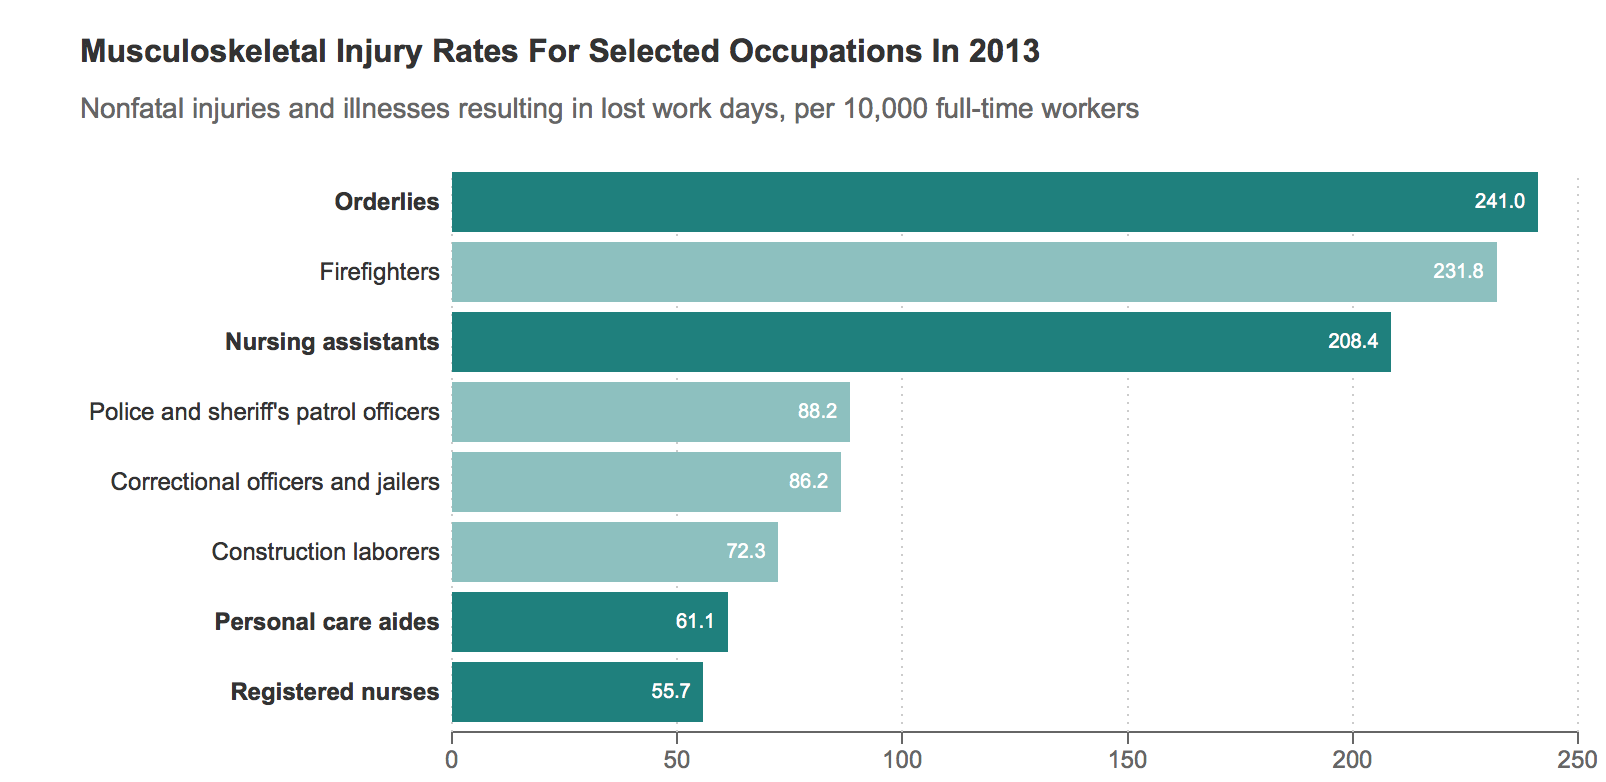 Musculoskeletal Injury Rates For Selected Occupations In 2013
Nonfatal injuries and illnesses resulting in lost work days, per 10,000 full-time workers
Orderlies 241.0
Firefighters 231.8
Nursing assistants 208.4
Police and sheriff's patrol officers 88.2
Correctional officers and jailers 86.2
Construction laborers 72.3
Personal care aides 61.1
Registered nurses 55.7
0 50 100 150 200 250